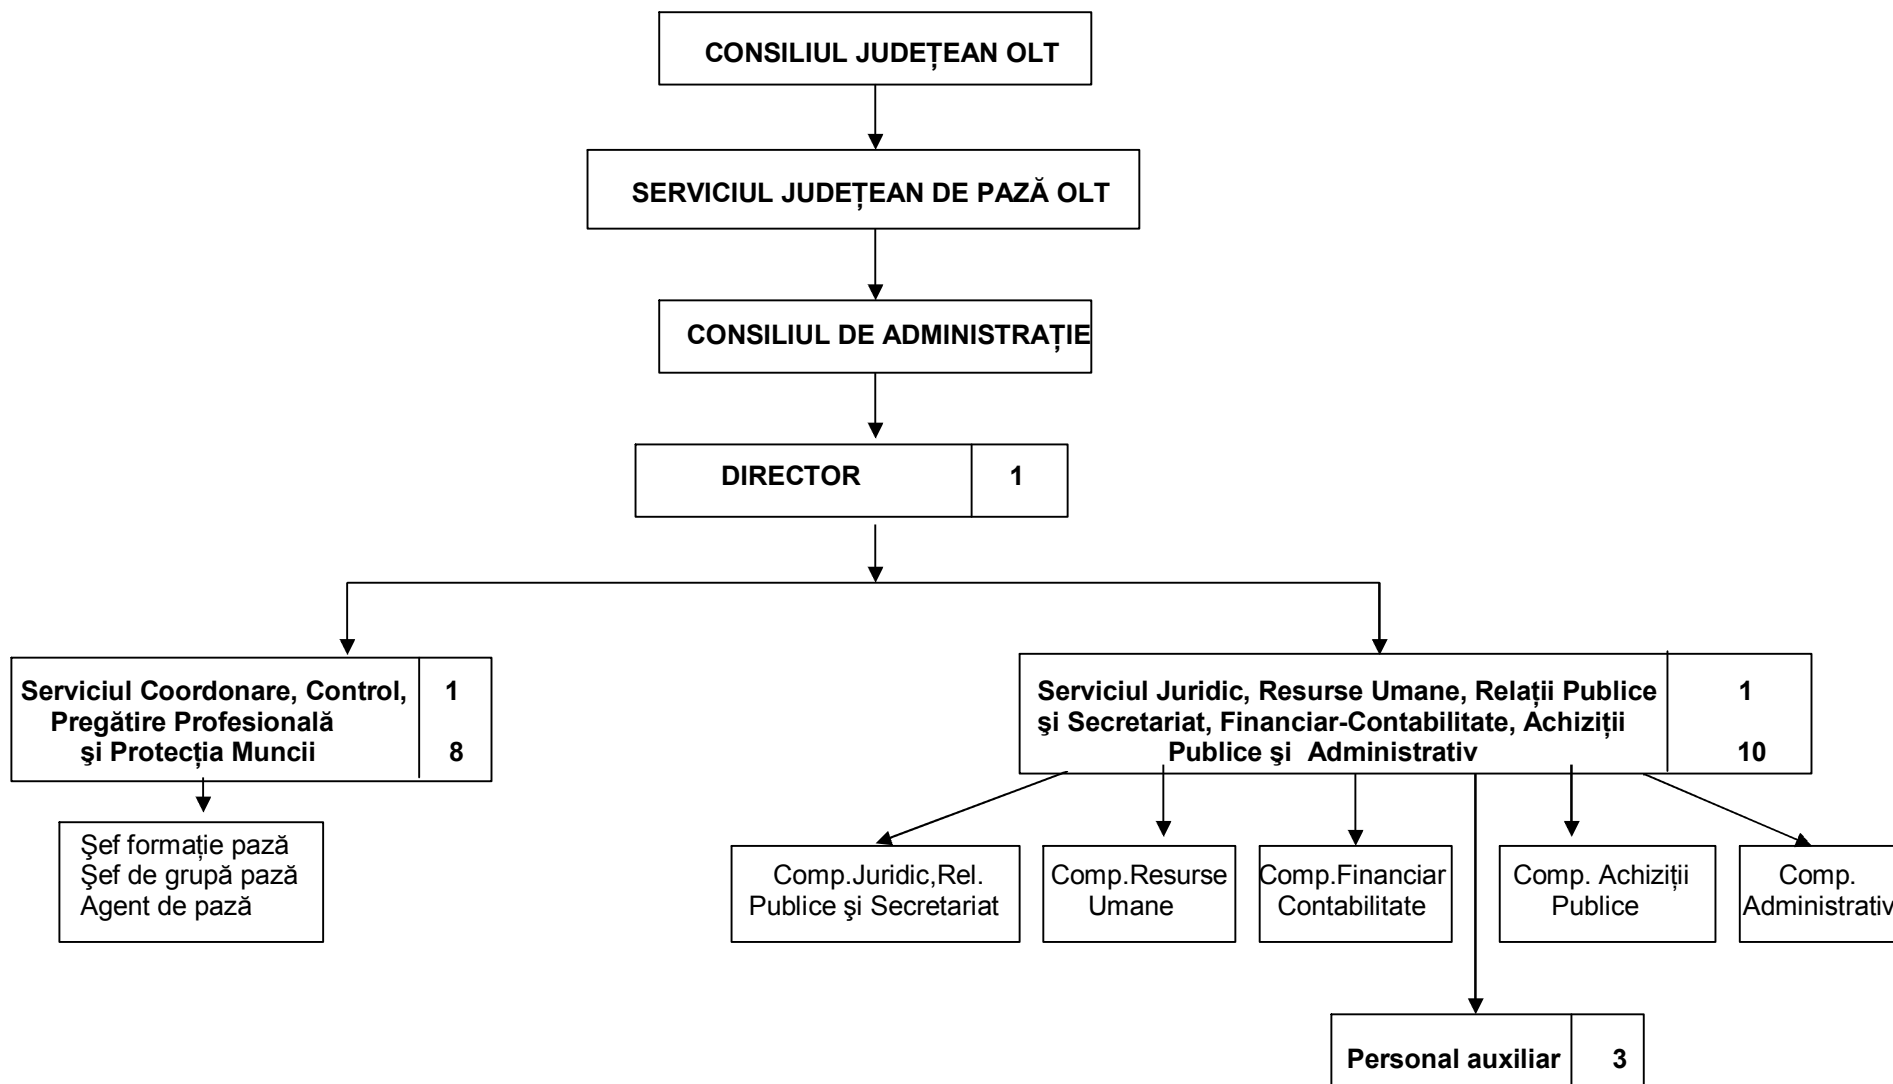 CONSILIUL JUDEȚEAN OLT
SERVICIUL JUDEȚEAN DE PAZĂ OLT
CONSILIUL DE ADMINISTRAȚIE
DIRECTOR 1
Serviciul Coordonare, Control, 1
Pregătire Profesională
şi Protecția Muncii 8
Serviciul Juridic, Resurse Umane, Relații Publice 1
şi Secretariat, Financiar-Contabilitate, Achiziții
Publice şi Administrativ 10
Şef formație pază
Şef de grupă pază
Agent de pază
Comp.Juridic,Rel.
Publice şi Secretariat
Comp.Resurse
Umane
Comp.Financiar
Contabilitate
Comp. Achiziții
Publice
Comp.
Administrativ
Personal auxiliar 3